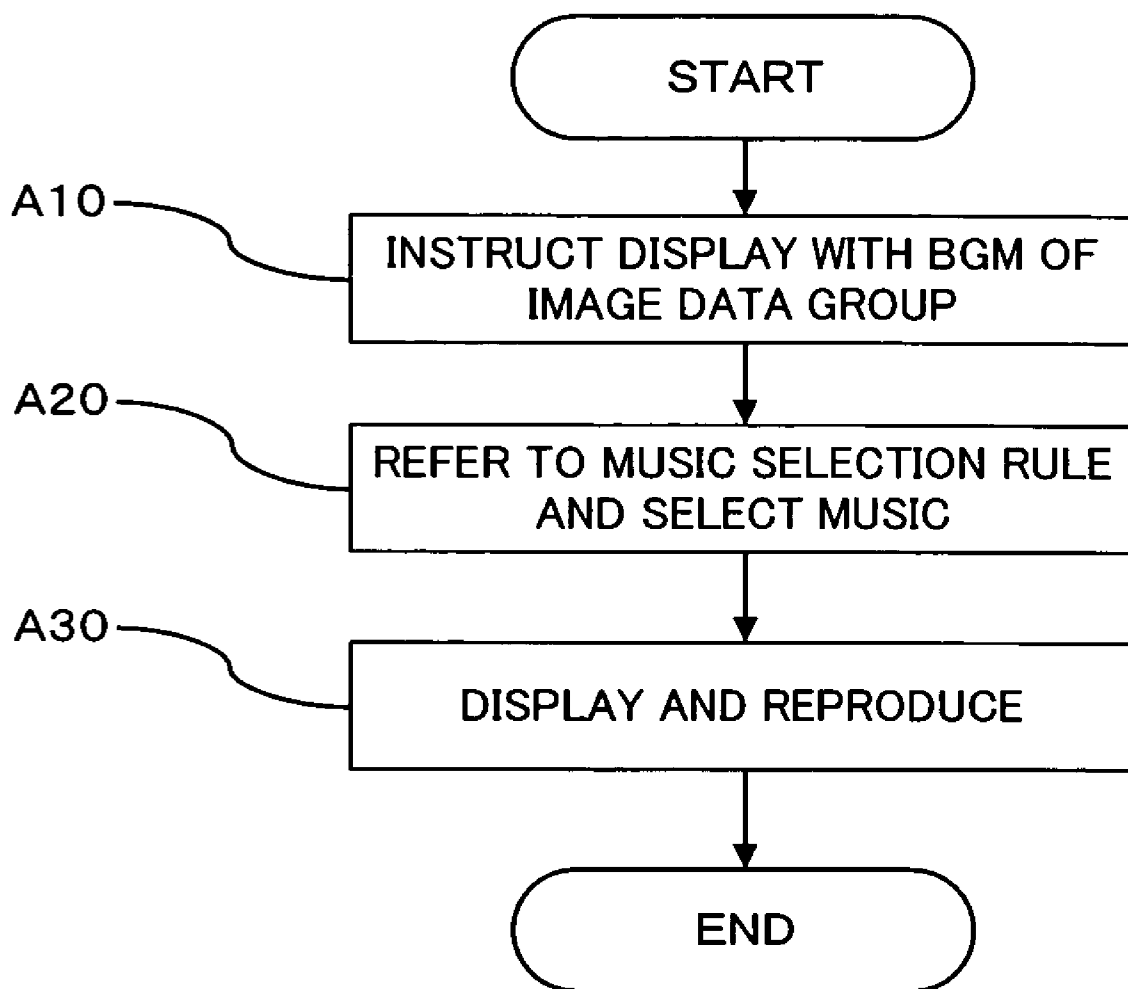 START
A10
INSTRUCT DISPLAY WITH BGM OF
IMAGE DATA GROUP
A20
REFER TO MUSIC SELECTION RULE
AND SELECT MUSIC
A30
DISPLAY AND REPRODUCE
END